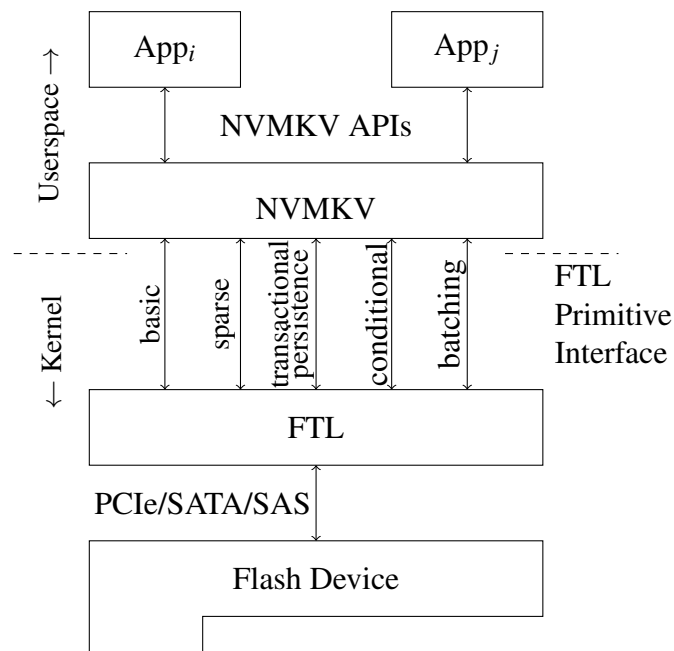 App_i
App_j
Userspace →
NVMKV APIs
NVMKV
← Kernel
basic
sparse
transactional
persistence
conditional
batching
FTL
Primitive
Interface
FTL
PCIe/SATA/SAS
Flash Device